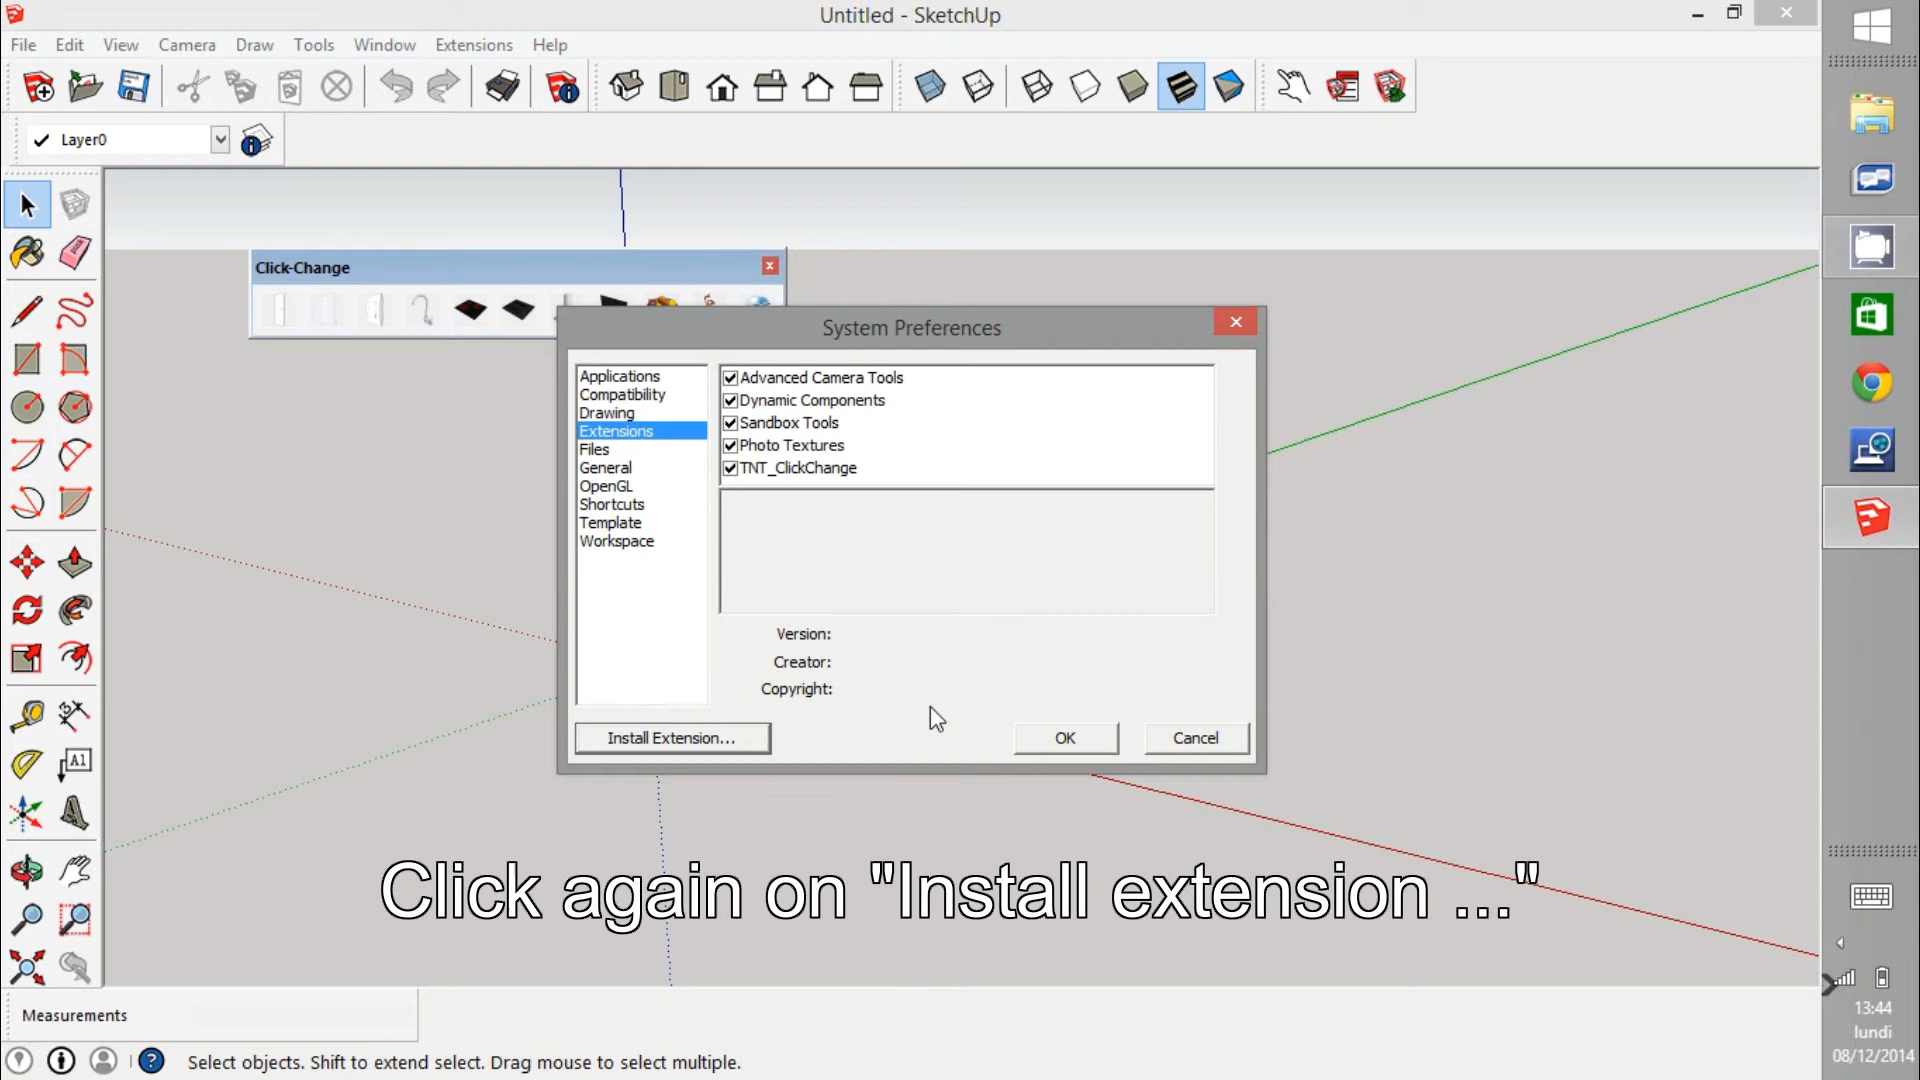 Untitled - SketchUp
File Edit View Camera Draw Tools Window Extensions Help
Layer0
Click-Change
System Preferences
Applications
Compatibility
Drawing
Extensions
Files
General
OpenGL
Shortcuts
Template
Workspace
Advanced Camera Tools
Dynamic Components
Sandbox Tools
Photo Textures
TNT_ClickChange
Version:
Creator:
Copyright:
Install Extension...
OK
Cancel
A1
Click again on "Install extension ..."
Measurements
Select objects. Shift to extend select. Drag mouse to select multiple.
13:44
lundi
08/12/2014